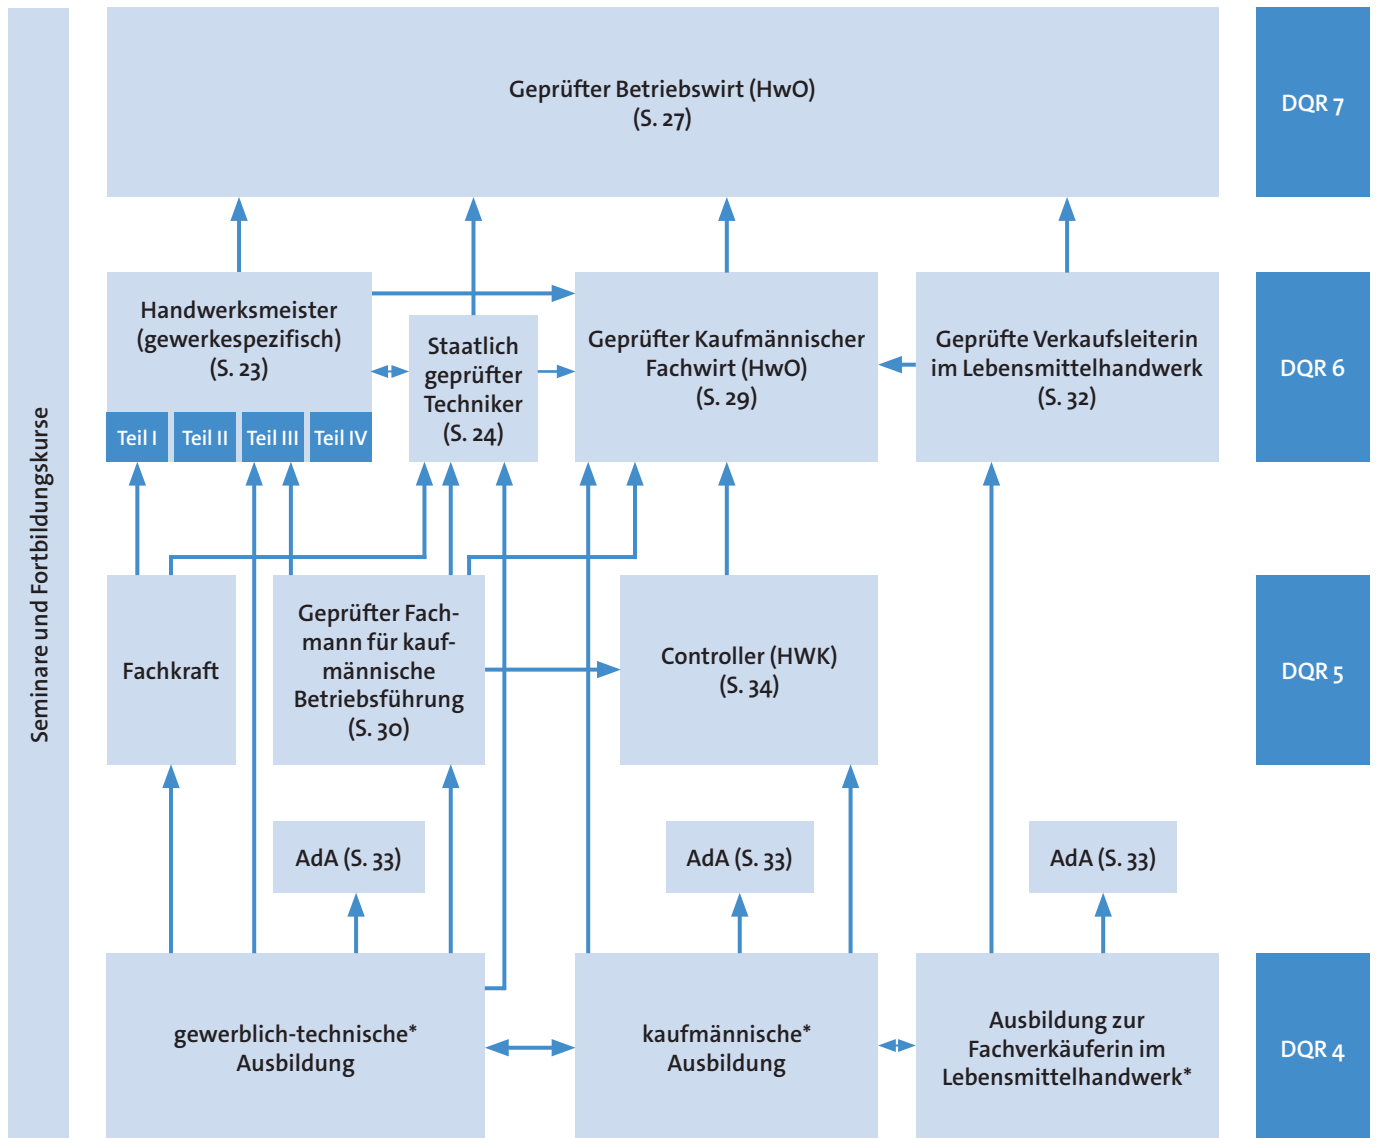 Seminare und Fortbildungskurse
Geprüfter Betriebswirt (HwO)
(S. 27)
DQR 7
Handwerksmeister
(gewerkespezifisch)
(S. 23)
Teil I
Teil II
Teil III
Teil IV
Staatlich
geprüfter
Techniker
(S. 24)
Geprüfter Kaufmännischer
Fachwirt (HwO)
(S. 29)
Geprüfte Verkaufsleiterin
im Lebensmittelhandwerk
(S. 32)
DQR 6
Fachkraft
Geprüfter Fach-
mann für kauf-
männische
Betriebsführung
(S. 30)
Controller (HWK)
(S. 34)
DQR 5
AdA (S. 33)
AdA (S. 33)
AdA (S. 33)
gewerblich-technische*
Ausbildung
kaufmännische*
Ausbildung
Ausbildung zur
Fachverkäuferin im
Lebensmittelhandwerk*
DQR 4